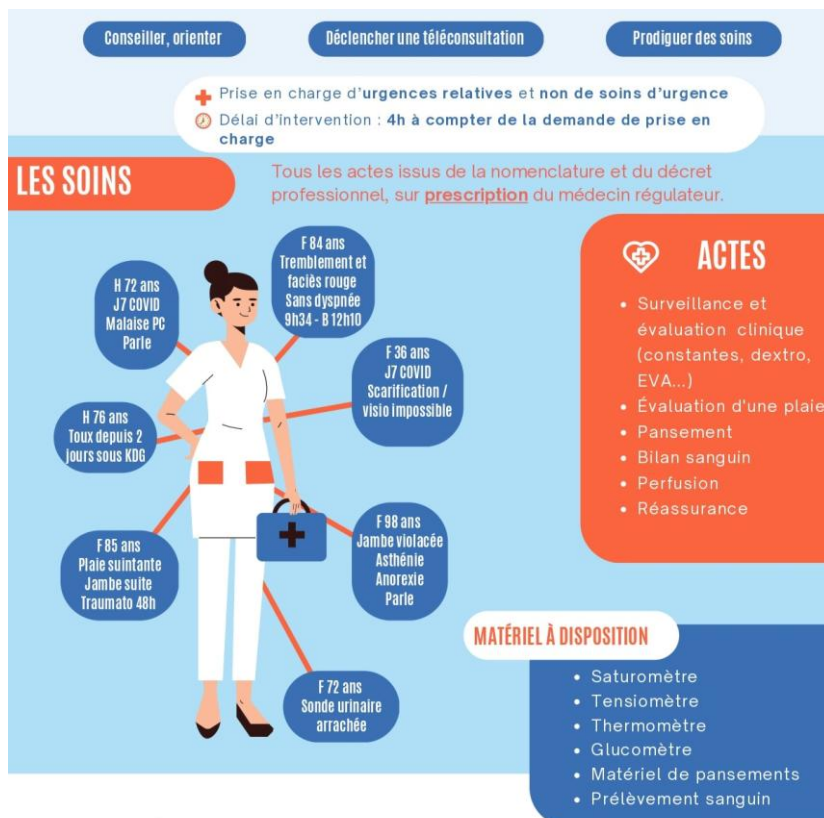 Conseiller, orienter
Déclencher une téléconsultation
Prodiguer des soins
Prise en charge d'urgences relatives et non de soins d'urgence
Délai d'intervention : 4h à compter de la demande de prise en
charge
LES SOINS
Tous les actes issus de la nomenclature et du décret
professionnel, sur prescription du médecin régulateur.
F 84 ans
Tremblement et
faciès rouge
Sans dyspnée
9h34 - B 12h10
H 72 ans
J7 COVID
Malaise PC
Parle
F 36 ans
J7 COVID
Scarification /
visio impossible
H 76 ans
Toux depuis 2
jours sous KDG
F 85 ans
Plaie suintante
Jambe suite
Traumato 48h
F 98 ans
Jambe violacée
Asthénie
Anorexie
Parle
F 72 ans
Sonde urinaire
arrachée
ACTES
• Surveillance et
évaluation clinique
(constantes, dextro,
EVA...)
• Évaluation d'une plaie
• Pansement
• Bilan sanguin
• Perfusion
• Réassurance
MATÉRIEL À DISPOSITION
• Saturomètre
• Tensiomètre
• Thermomètre
• Glucomètre
• Matériel de pansements
• Prélèvement sanguin